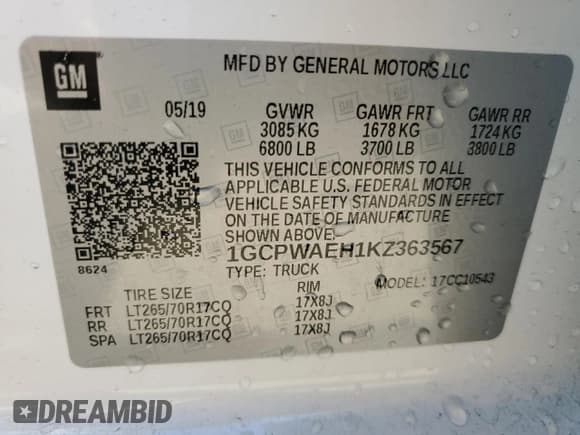 GM
MFD BY GENERAL MOTORS LLC
05/19 GVWR GAWR FRT GAWR RR
3085 KG 1678 KG 1724 KG
6800 LB 3700 LB 3800 LB
THIS VEHICLE CONFORMS TO ALL
APPLICABLE U.S. FEDERAL MOTOR
VEHICLE SAFETY STANDARDS IN EFFECT
ON THE DATE OF MANUFACTURE
SHOWN ABOVE.
8624
1GCPWAEH1KZ363567
TYPE: TRUCK MODEL: 17CC10543
TIRE SIZE RIM
FRT LT265/70R17CQ 17X8J
RR LT265/70R17CQ 17X8J
SPA LT265/70R17CQ 17X8J
DREAMBID